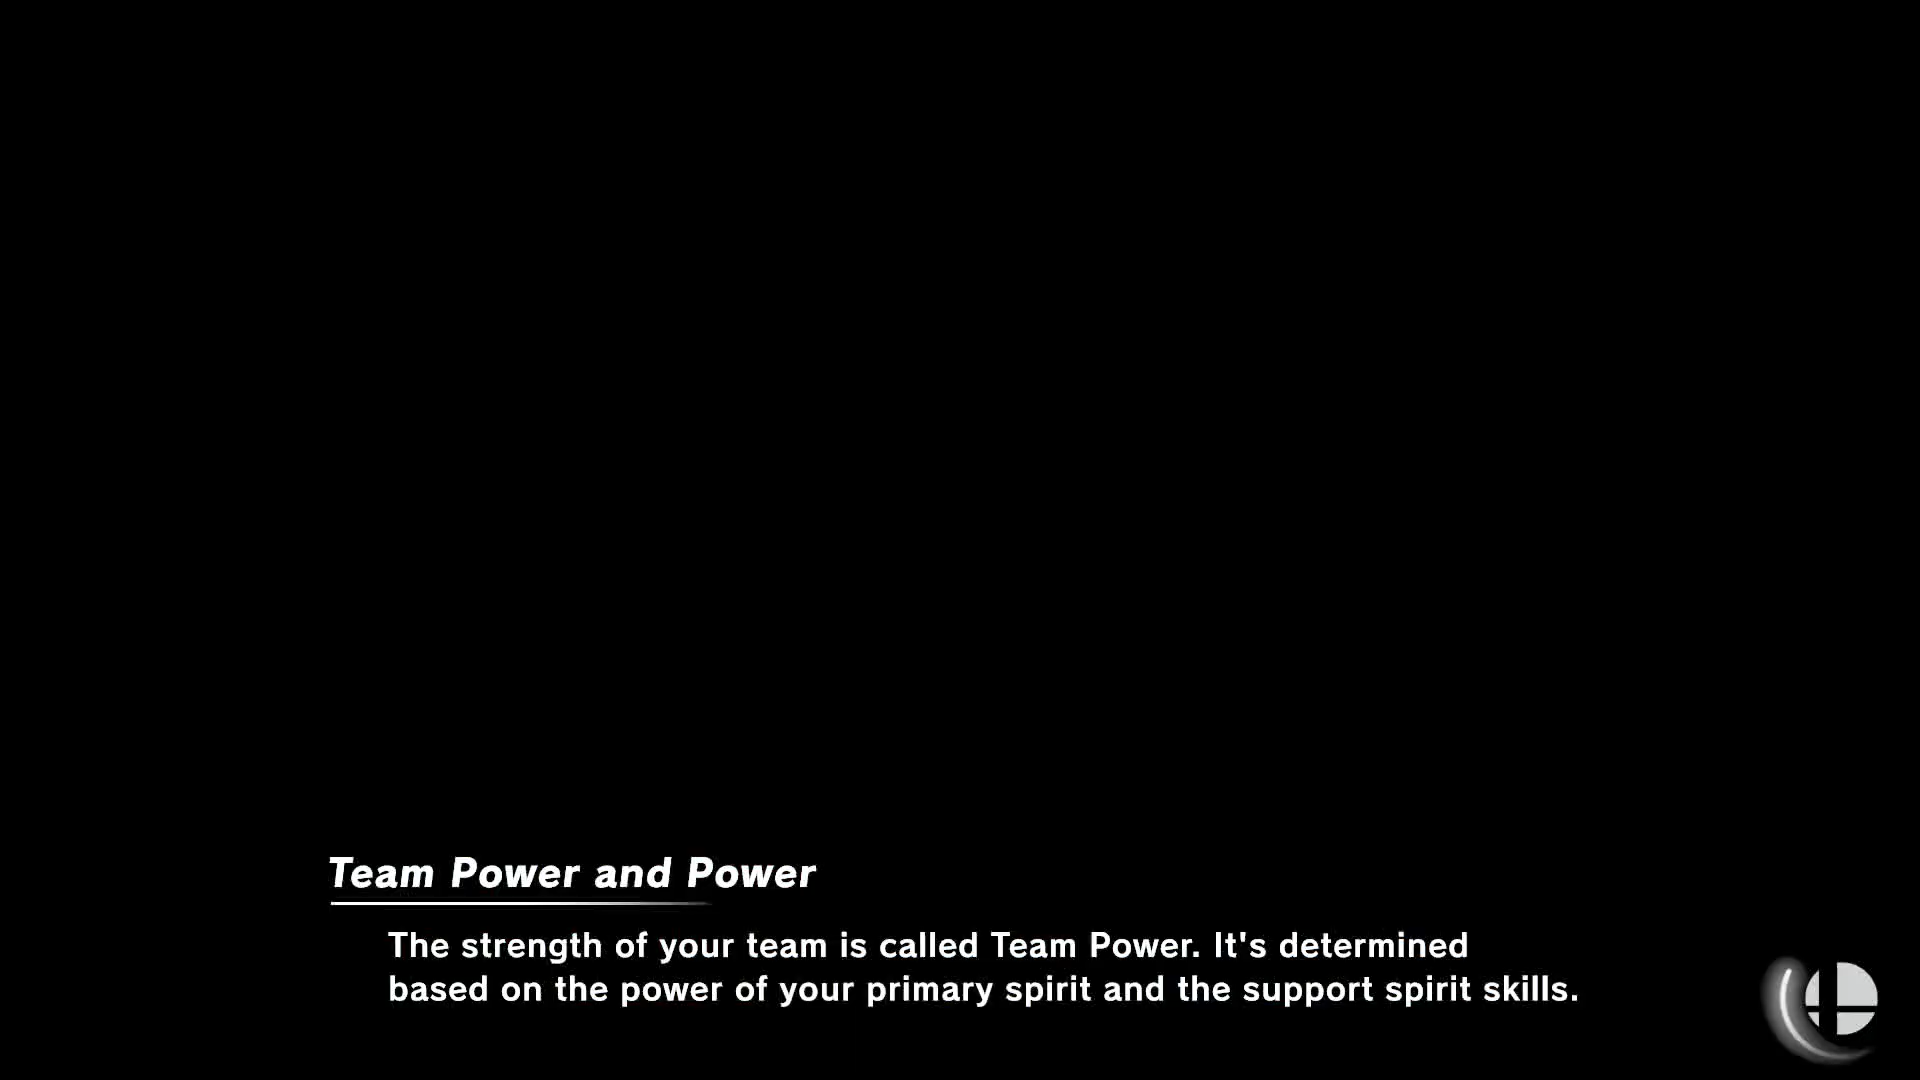 Team Power and Power
The strength of your team is called Team Power. It's determined
based on the power of your primary spirit and the support spirit skills.